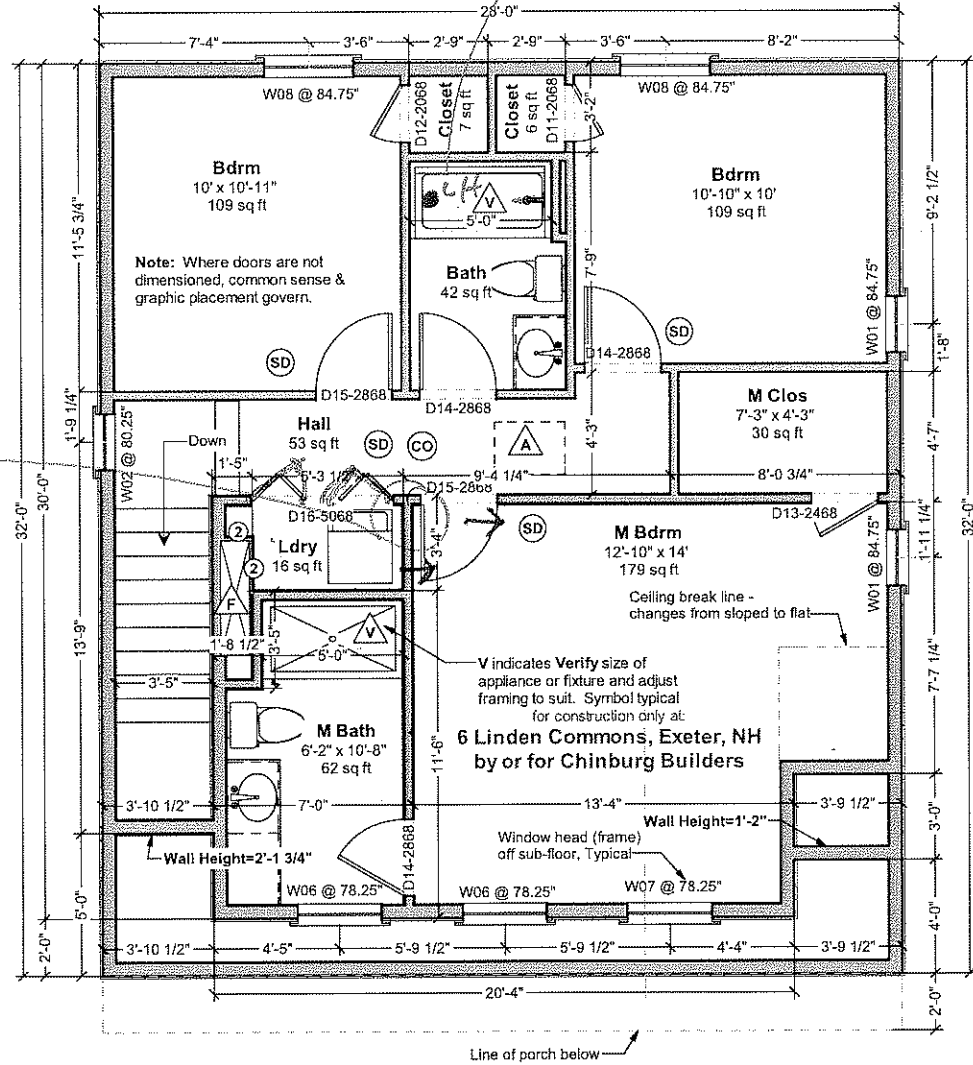 28'-0"
7'-4"
3'-6"
2'-9"
2'-9"
3'-6"
8'-2"
W08 @ 84.75"
D12-2068
Closet
7 sq ft
Closet
6 sq ft
D11-2068
3'-2"
W08 @ 84.75"
Bdrm
10' x 10'-11"
109 sq ft
Bdrm
10'-10" x 10'
109 sq ft
9'-2 1/2"
11'-5 3/4"
LH
V
5'-0"
Note: Where doors are not
dimensioned, common sense &
graphic placement govern.
Bath
42 sq ft
7'-9"
W01 @ 84.75"
1'-8"
SD
SD
D14-2868
D15-2868
D14-2868
M Clos
7'-3" x 4'-3"
30 sq ft
1'-9 1/4"
W02 @ 80.25"
Down
Hall
53 sq ft
SD
CO
A
4'-3"
4'-7"
1'-5"
5'-3 1/2"
9'-4 1/4"
8'-0 3/4"
D15-2868
D16-5068
D13-2468
32'-0"
30'-0"
32'-0"
SD
M Bdrm
12'-10" x 14'
179 sq ft
1'-11 1/4"
W01 @ 84.75"
2
2
Ldry
16 sq ft
3'-4"
F
Ceiling break line -
changes from sloped to flat
1'-8 1/2"
3'-5"
5'-0"
V
13'-9"
3'-5"
7'-7 1/4"
V indicates Verify size of
appliance or fixture and adjust
framing to suit. Symbol typical
for construction only at:
6 Linden Commons, Exeter, NH
by or for Chinburg Builders
M Bath
6'-2" x 10'-8"
62 sq ft
11'-6"
3'-10 1/2"
7'-0"
13'-4"
3'-9 1/2"
Wall Height=1'-2"
3'-0"
Window head (frame)
off sub-floor, Typical
Wall Height=2'-1 3/4"
D14-2868
W06 @ 78.25"
W06 @ 78.25"
W07 @ 78.25"
5'-0"
4'-0"
3'-10 1/2"
4'-5"
5'-9 1/2"
5'-9 1/2"
4'-4"
3'-9 1/2"
2'-0"
20'-4"
2'-0"
Line of porch below